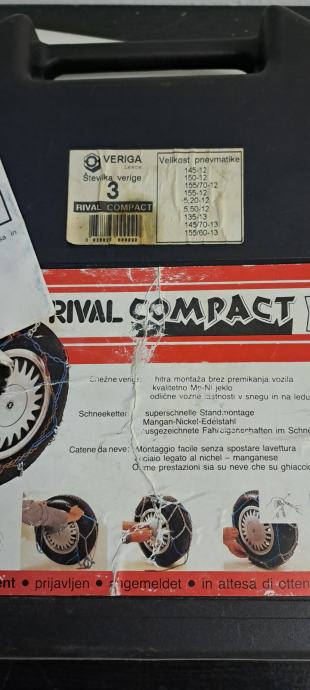 VERIGA
Lesce
Številka verige
3
RIVAL COMPACT
Velikost pnevmatike
145-12
150-12
155/70-12
155-12
5,20-12
5,50-12
135-13
145/70-13
155/60-13
RIVAL COMPACT
Snežne verige: hitra montaža brez premikanja vozila
kvalitetno Mn-Ni jeklo
odlične vozne lastnosti v snegu in na ledu
Schneeketten: superschnelle Standmontage
Mangan-Nickel-Edelstahl
ausgezeichnete Fahreigenschaften im Schnee
Catene da neve: Montaggio facile senza spostare lavettura
Acciaio legato al nichel – manganese
Ottime prestazioni sia su neve che su ghiaccio
ent • prijavljen • angemeldet • in altesa di otten